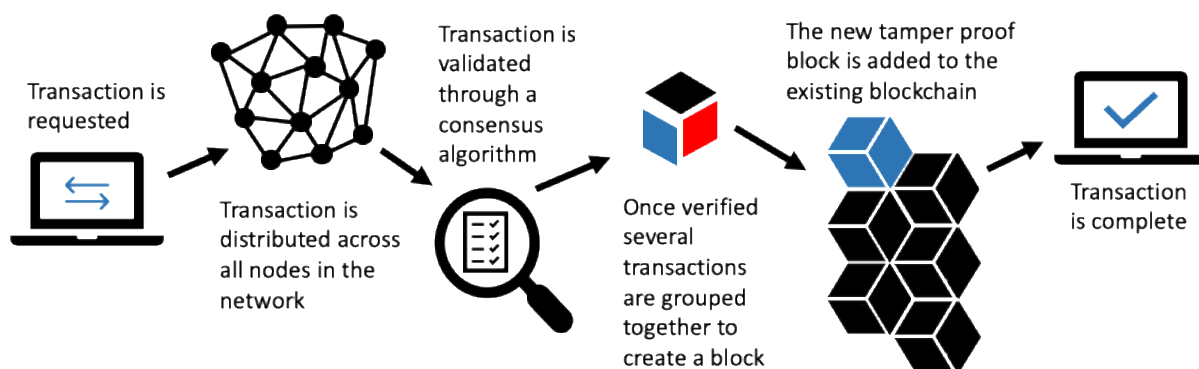 Transaction is
requested
Transaction is
distributed across
all nodes in the
network
Transaction is
validated
through a
consensus
algorithm
Once verified
several
transactions
are grouped
together to
create a block
The new tamper proof
block is added to the
existing blockchain
Transaction
is complete